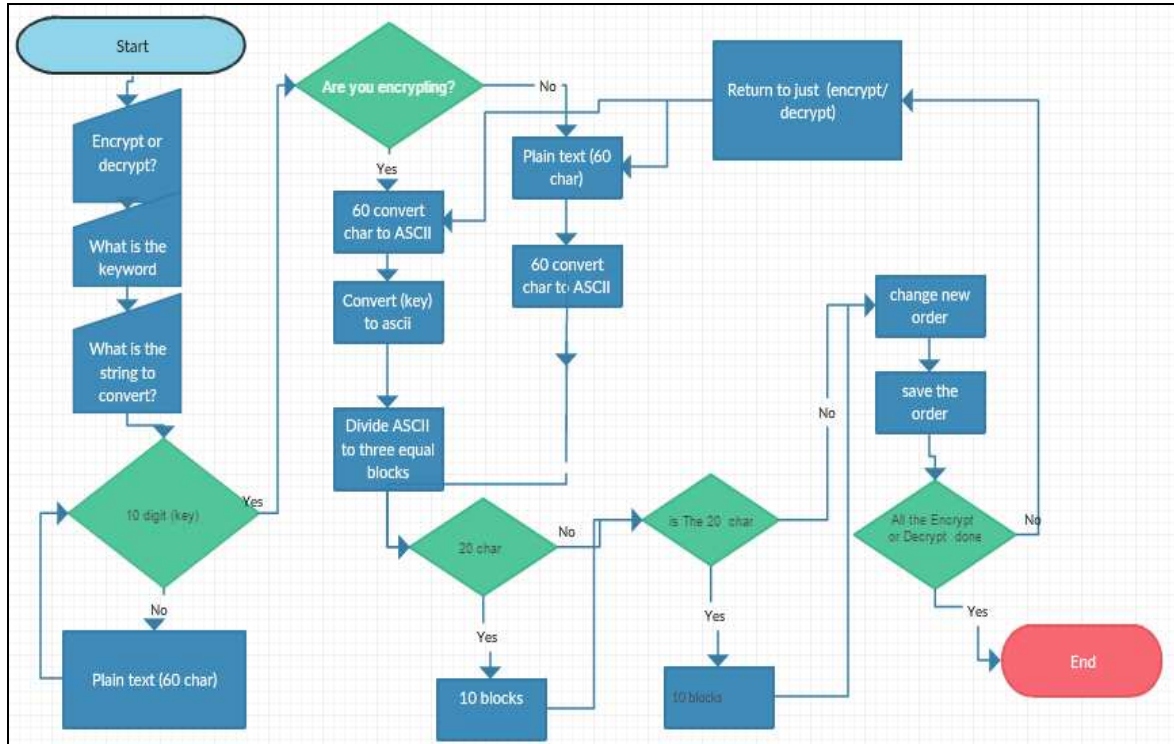 Start
Encrypt or
decrypt?
What is the
keyword
What is the
string to
convert?
10 digit (key)
Yes
No
Plain text (60 char)
Are you encrypting?
No
Yes
60 convert
char to ASCII
Convert (key)
to ascii
Divide ASCII
to three equal
blocks
Plain text (60
char)
60 convert
char to ASCII
20 char
No
Yes
10 blocks
is The 20 char
No
Yes
10 blocks
Return to just (encrypt/
decrypt)
change new
order
save the
order
All the Encrypt
or Decrypt done
No
Yes
End